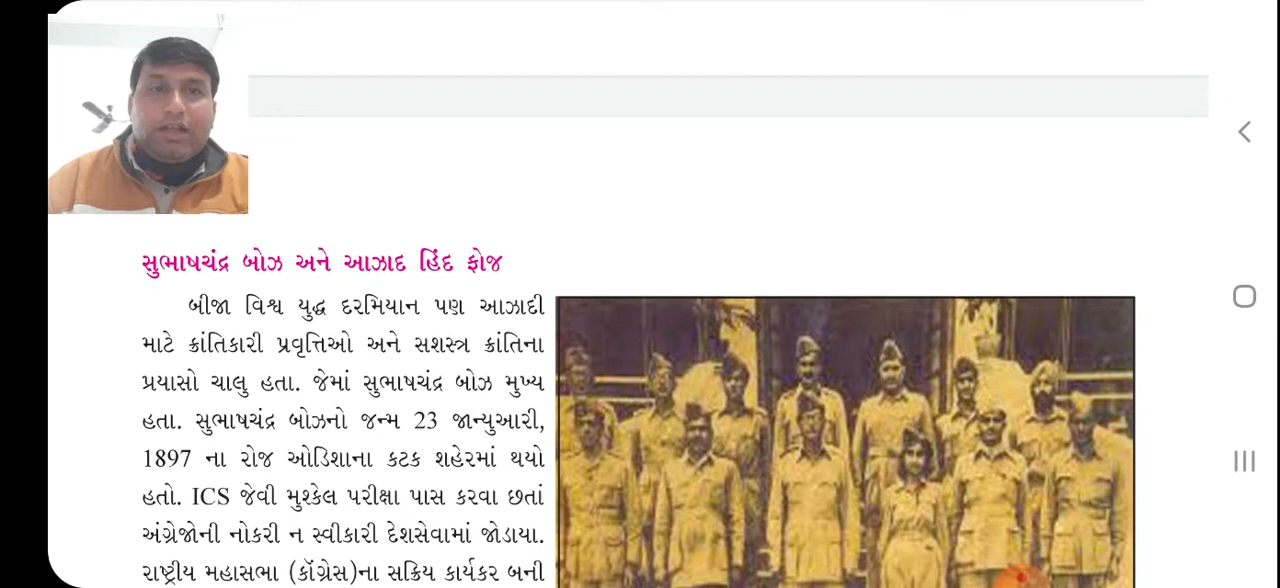 સુભાષચંદ્ર બોઝ અને આઝાદ હિંદ ફોજ
બીજા વિશ્વ યુદ્ધ દરમિયાન પણ આઝાદી
માટે ક્રાંતિકારી પ્રવૃત્તિઓ અને સશસ્ત્ર ક્રાંતિના
પ્રયાસો ચાલુ હતા. જેમાં સુભાષચંદ્ર બોઝ મુખ્ય
હતા. સુભાષચંદ્ર બોઝનો જન્મ 23 જાન્યુઆરી,
1897 ના રોજ ઓડિશાના કટક શહેરમાં થયો
હતો. ICS જેવી મુશ્કેલ પરીક્ષા પાસ કરવા છતાં
અંગ્રેજોની નોકરી ન સ્વીકારી દેશસેવામાં જોડાયા.
રાષ્ટ્રીય મહાસભા (કૉંગ્રેસ)ના સક્રિય કાર્યકર બની